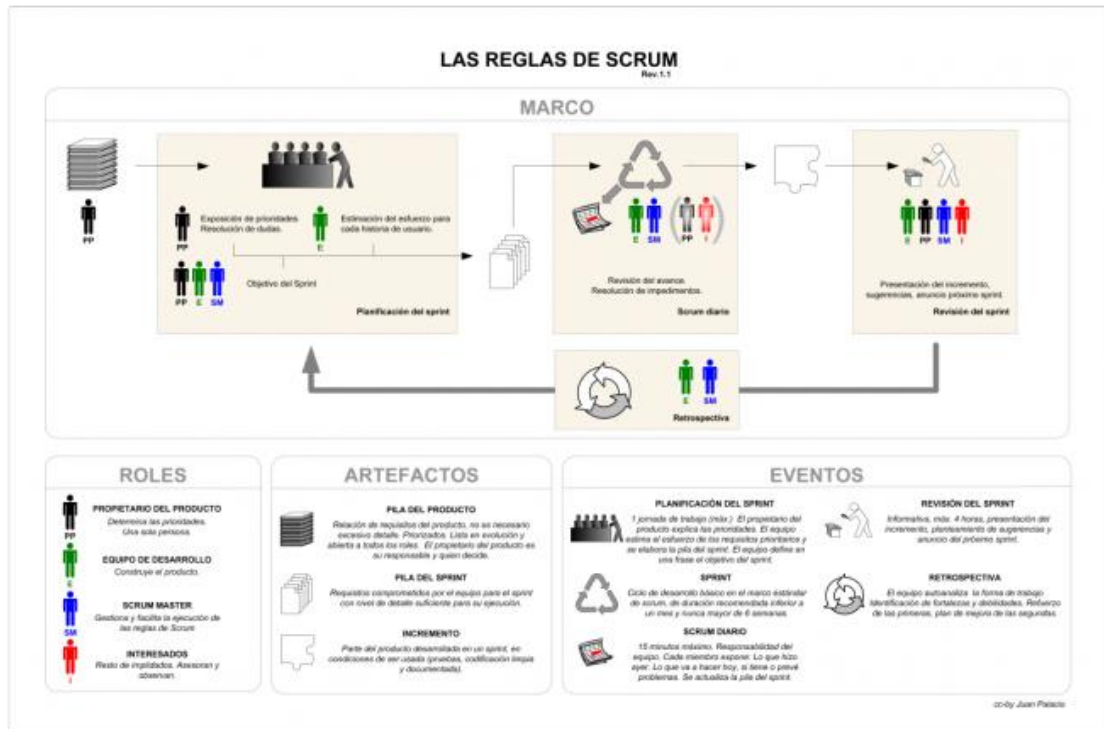 LAS REGLAS DE SCRUM
Rev.1.1
MARCO
PP
Exposición de prioridades.
Resolución de dudas.
PP
Estimación del esfuerzo para
cada historia de usuario.
E
Objetivo del Sprint
PP E SM
Planificación del sprint
E SM PP I
Revisión del avance.
Resolución de impedimentos.
Scrum diario
E PP SM I
Presentación del incremento,
sugerencias, anuncio próximo sprint.
Revisión del sprint
E SM
Retrospectiva
ROLES
PROPIETARIO DEL PRODUCTO
Determina las prioridades.
Una sola persona.
PP
EQUIPO DE DESARROLLO
Construye el producto.
E
SCRUM MASTER
Gestiona y facilita la ejecución de
las reglas de Scrum
SM
INTERESADOS
Resto de implidados. Asesoran y
observan.
I
ARTEFACTOS
PILA DEL PRODUCTO
Relación de requisitos del producto, no es necesario
excesivo detalle. Priorizados. Lista en evolución y
abierta a todos los roles. El propietario del producto es
su responsable y quien decide.
PILA DEL SPRINT
Requisitos comprometidos por el equipo para el sprint
con nivel de detalle suficiente para su ejecución.
INCREMENTO
Parte del producto desarrollada en un sprint, en
condiciones de ser usada (pruebas, codificación limpia
y documentada).
EVENTOS
PLANIFICACIÓN DEL SPRINT
1 jornada de trabajo (máx.) El propietario del
producto explica las prioridades. El equipo
estima el esfuerzo de los requisitos prioritarios y
se elabora la pila del sprint. El equipo define en
una frase el objetivo del sprint.
SPRINT
Ciclo de desarrollo básico en el marco estándar
de scrum, de duración recomendada inferior a
un mes y nunca mayor de 6 semanas.
SCRUM DIARIO
15 minutos máximo. Responsabilidad del
equipo. Cada miembro expone: Lo que hizo
ayer. Lo que va a hacer hoy, si tiene o prevé
problemas. Se actualiza la pila del sprint.
REVISIÓN DEL SPRINT
Informativa, máx. 4 horas, presentación del
incremento, planteamiento de sugerencias y
anuncio del próximo sprint.
RETROSPECTIVA
El equipo autoanaliza la forma de trabajo
Identificación de fortalezas y debilidades. Refuerzo
de las primeras, plan de mejora de las segundas.
cc-by Juan Palacio